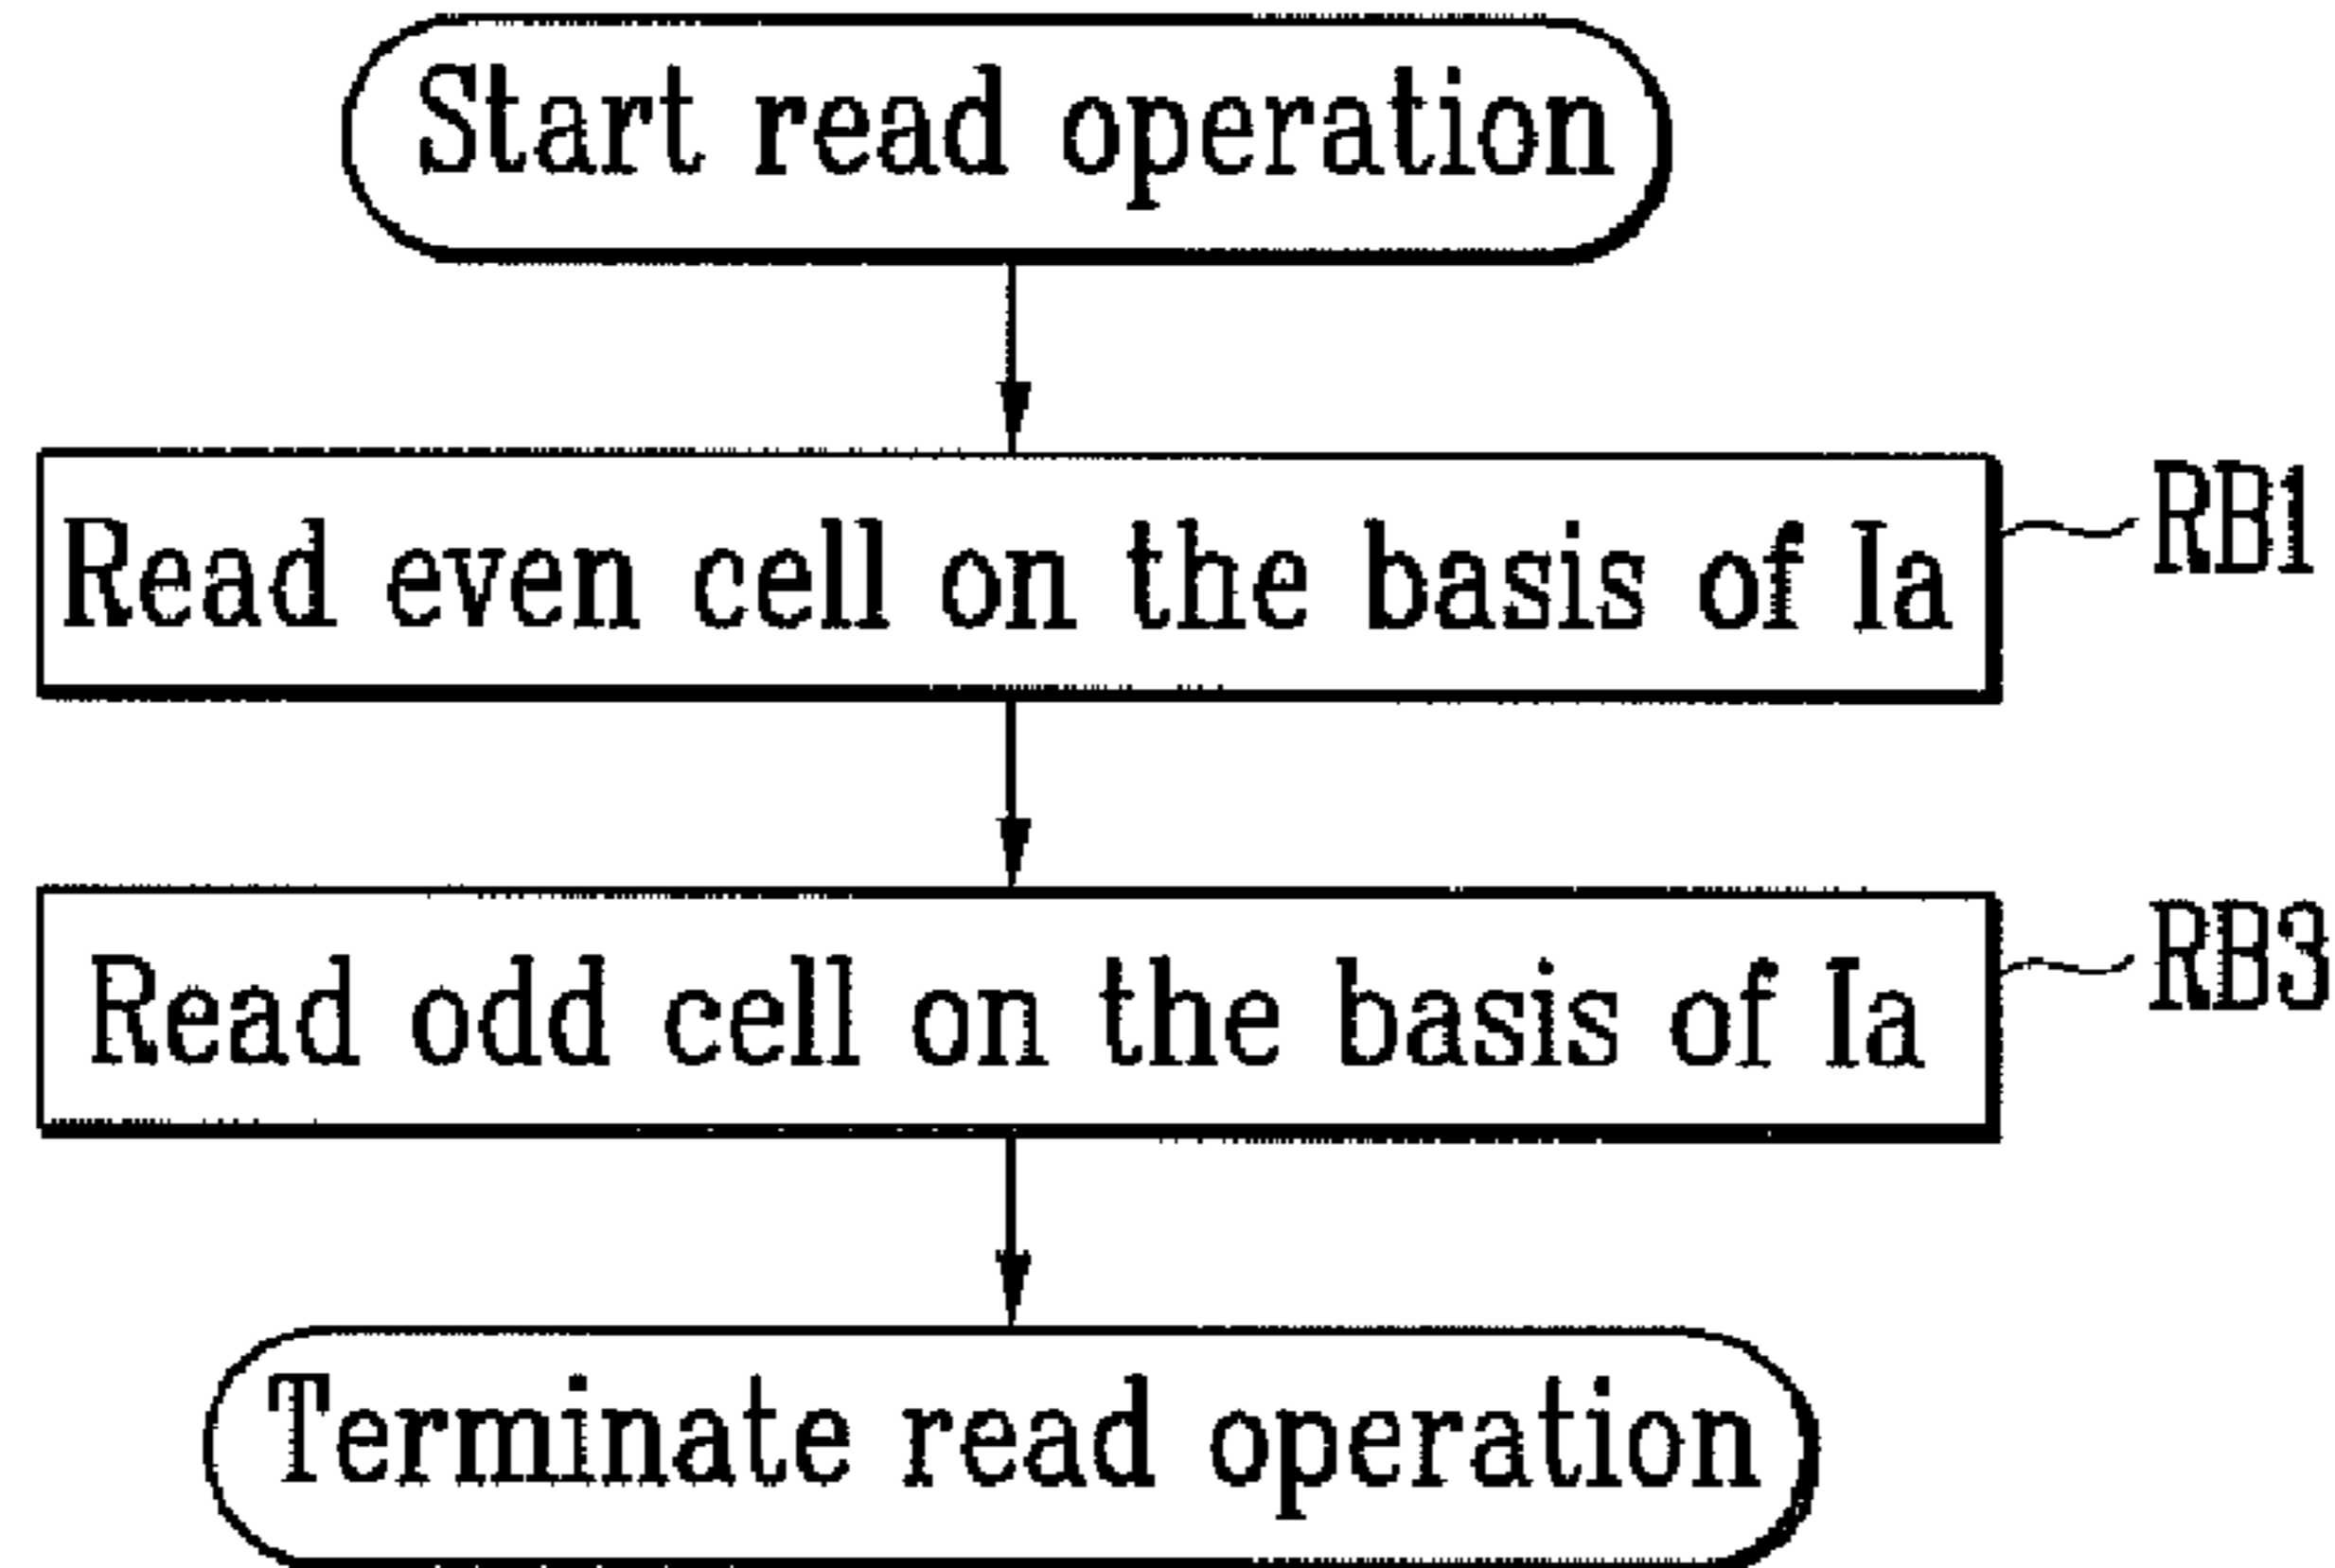 Start read operation
Read even cell on the basis of Ia
RB1
Read odd cell on the basis of Ia
RB3
Terminate read operation